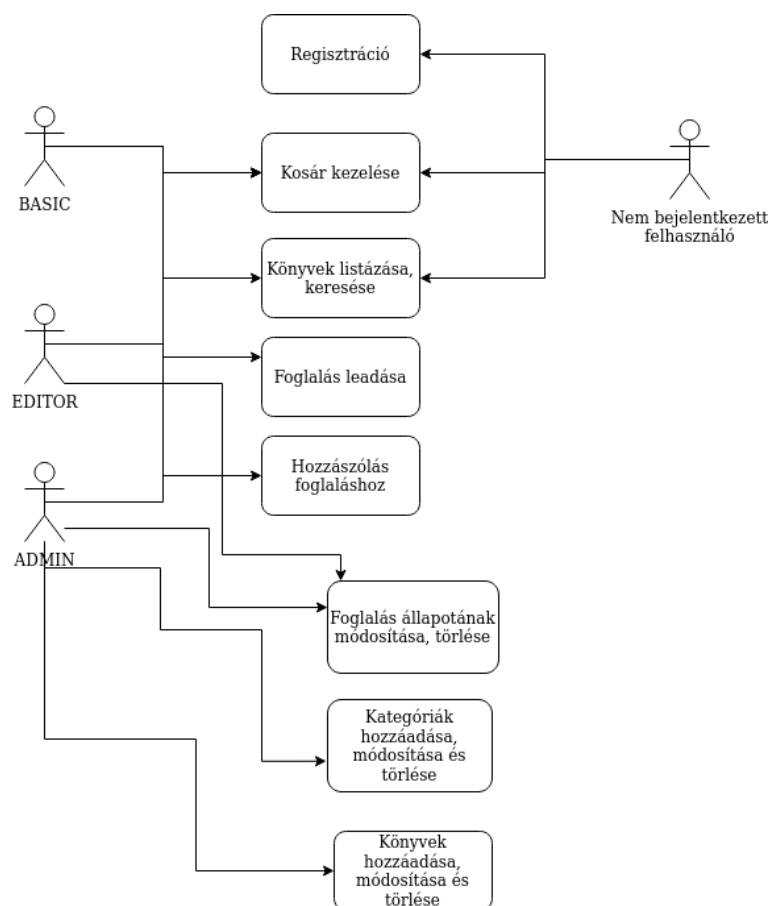 Regisztráció
BASIC
Kosár kezelése
Nem bejelentkezett
felhasználó
Könyvek listázása,
keresése
EDITOR
Foglalás leadása
Hozzászólás
foglaláshoz
ADMIN
Foglalás állapotának
módosítása, törlése
Kategóriák
hozzáadása,
módosítása és
törlése
Könyvek
hozzáadása,
módosítása és
törlése